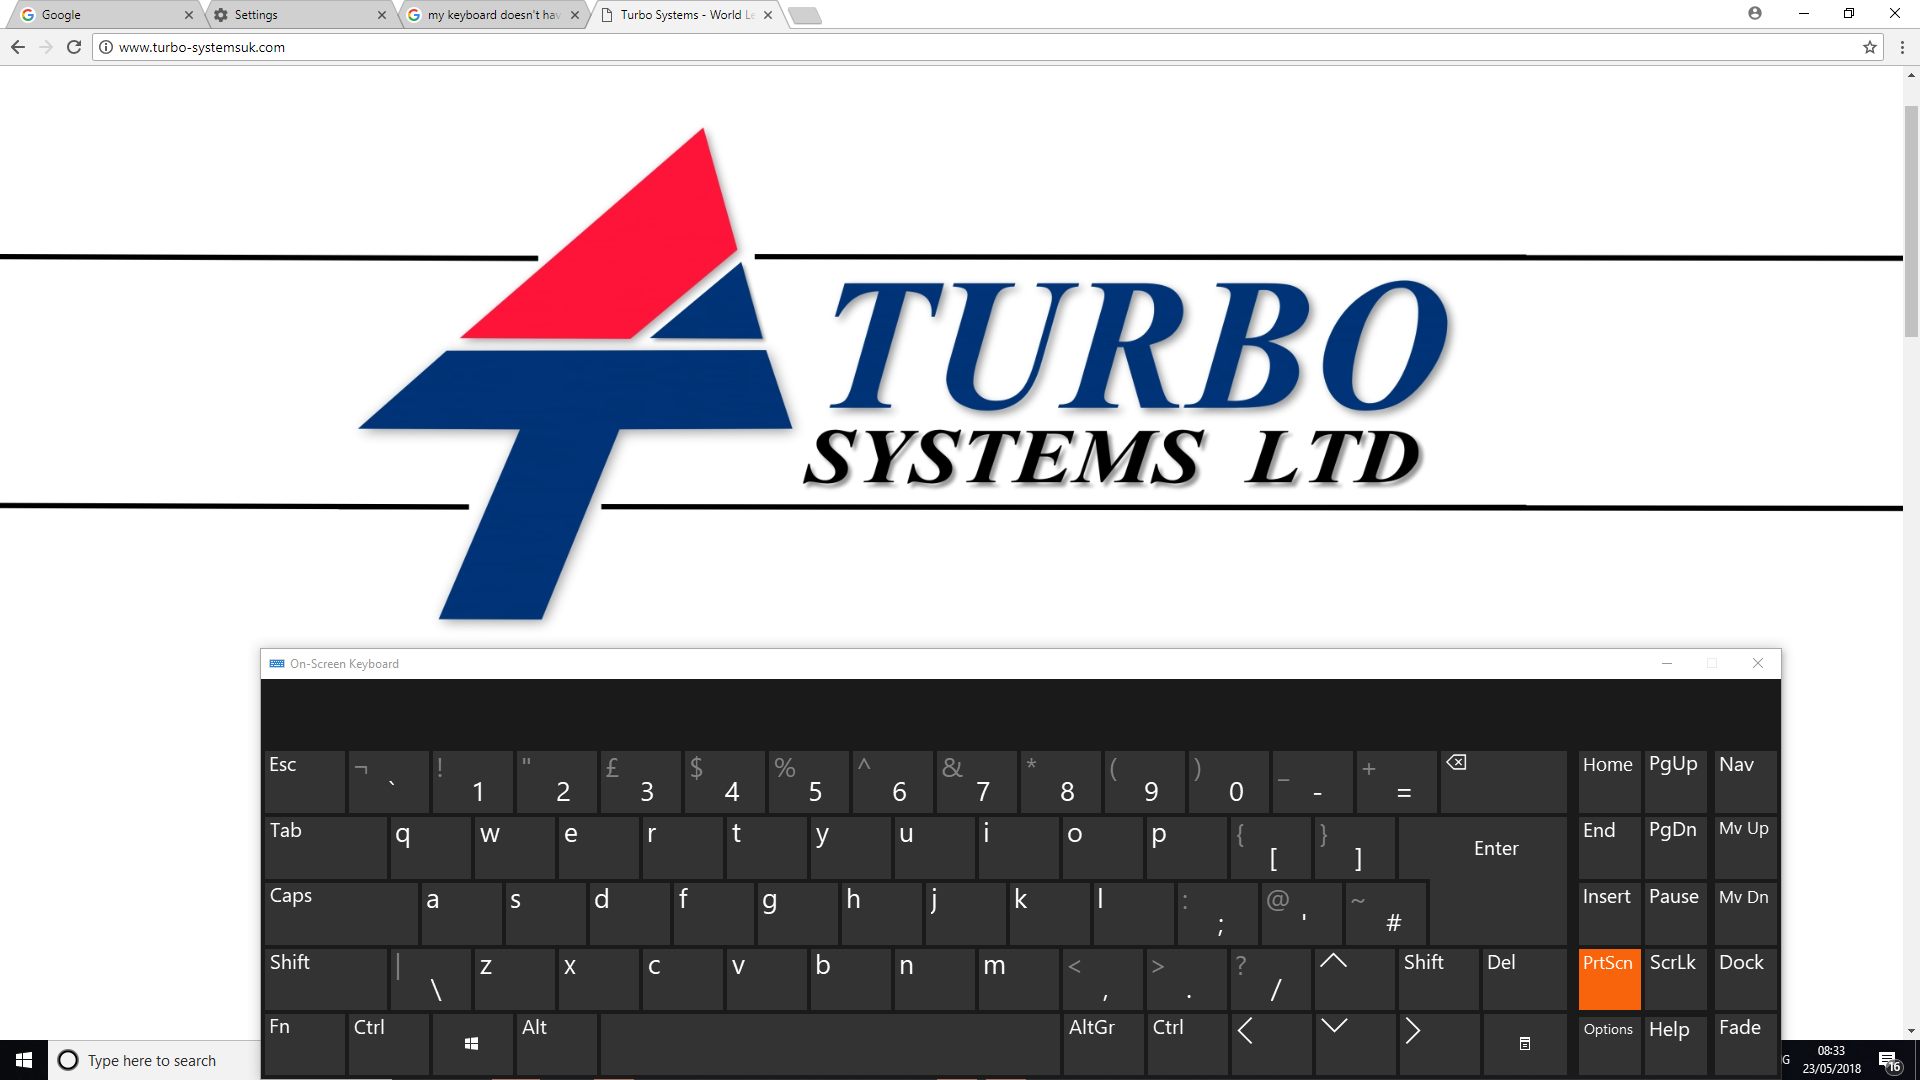 Google
Settings
my keyboard doesn't hav
Turbo Systems - World Le
www.turbo-systemsuk.com
TURBO
SYSTEMS LTD
On-Screen Keyboard
Esc ¬ ` ! 1 " 2 £ 3 $ 4 % 5 ^ 6 & 7 * 8 ( 9 ) 0 _ - + = Home PgUp Nav
Tab q w e r t y u i o p { [ } ] Enter End PgDn Mv Up
Caps a s d f g h j k l : ; @ ' ~ # Insert Pause Mv Dn
Shift | \ z x c v b n m < , > . ? / Shift Del PrtScn ScrLk Dock
Fn Ctrl Alt AltGr Ctrl Options Help Fade
Type here to search
G
08:33
23/05/2018
16